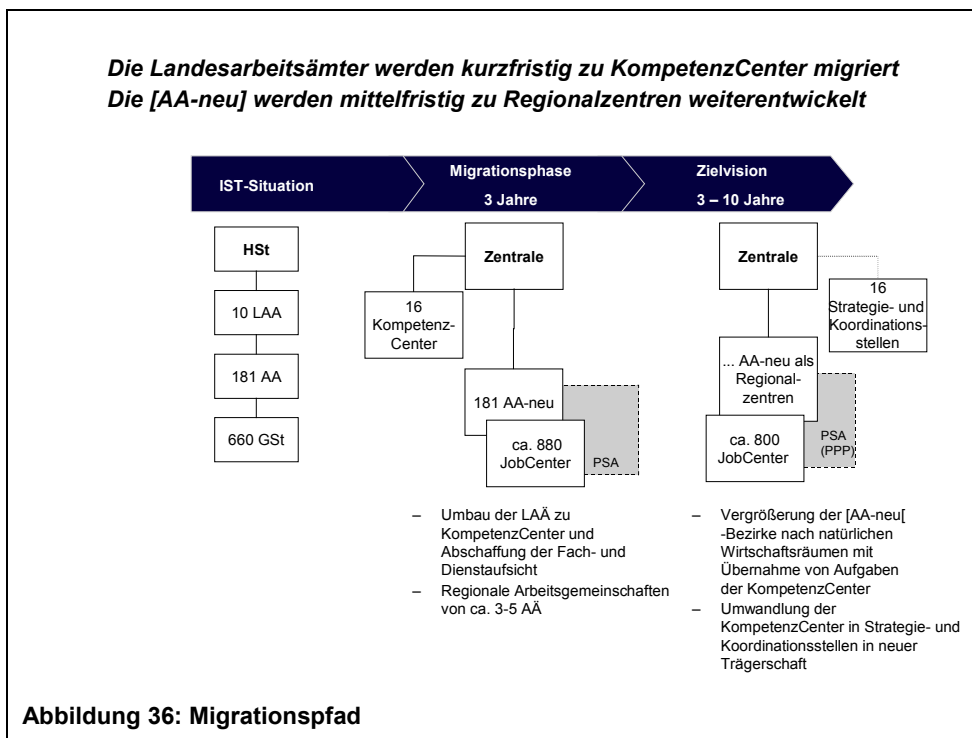 Die Landesarbeitsämter werden kurzfristig zu KompetenzCenter migriert
Die [AA-neu] werden mittelfristig zu Regionalzentren weiterentwickelt
IST-Situation
Migrationsphase
3 Jahre
Zielvision
3 – 10 Jahre
HSt
10 LAA
181 AA
660 GSt
Zentrale
16
Kompetenz-
Center
181 AA-neu
ca. 880
JobCenter
PSA
Zentrale
16
Strategie- und
Koordinations-
stellen
... AA-neu als
Regional-
zentren
ca. 800
JobCenter
PSA
(PPP)
– Umbau der LAÄ zu
KompetenzCenter und
Abschaffung der Fach- und
Dienstaufsicht
– Regionale Arbeitsgemeinschaften
von ca. 3-5 AÄ
– Vergrößerung der [AA-neu[
-Bezirke nach natürlichen
Wirtschaftsräumen mit
Übernahme von Aufgaben
der KompetenzCenter
– Umwandlung der
KompetenzCenter in Strategie- und
Koordinationsstellen in neuer
Trägerschaft
Abbildung 36: Migrationspfad